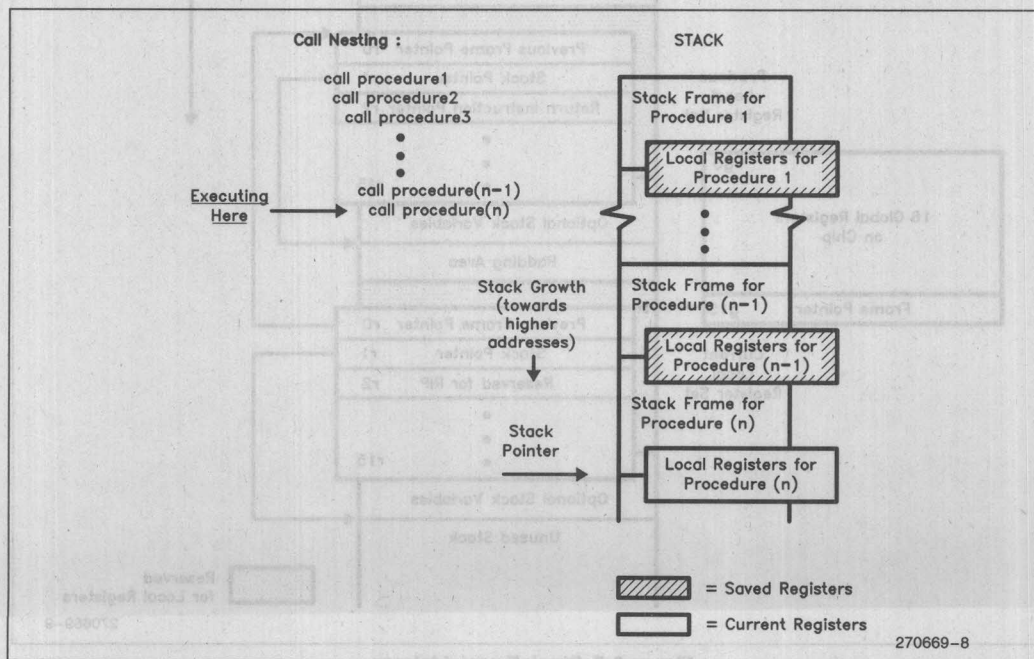 Call Nesting :
STACK
call procedure1
call procedure2
call procedure3
call procedure(n-1)
call procedure(n)
Executing
Here
Stack Growth
(towards
higher
addresses)
Stack
Pointer
Stack Frame for
Procedure 1
Local Registers for
Procedure 1
Stack Frame for
Procedure (n-1)
Local Registers for
Procedure (n-1)
Stack Frame for
Procedure (n)
Local Registers for
Procedure (n)
= Saved Registers
= Current Registers
270669-8